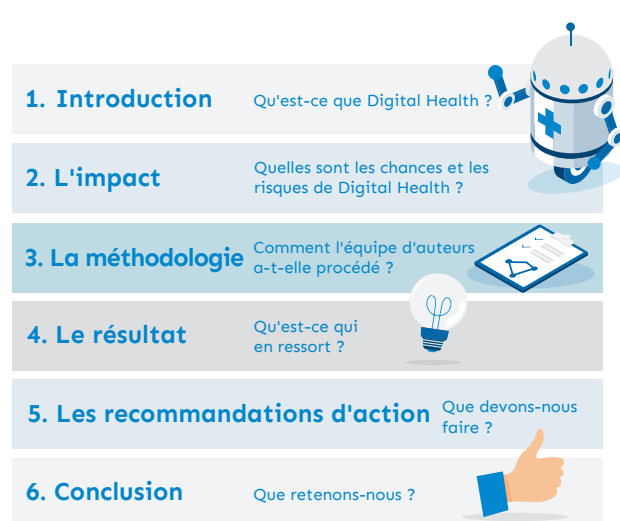 1. Introduction
Qu'est-ce que Digital Health ?
2. L'impact
Quelles sont les chances et les
risques de Digital Health ?
3. La méthodologie
Comment l'équipe d'auteurs
a-t-elle procédé ?
4. Le résultat
Qu'est-ce qui
en ressort ?
5. Les recommandations d'action
Que devons-nous
faire ?
6. Conclusion
Que retenons-nous ?